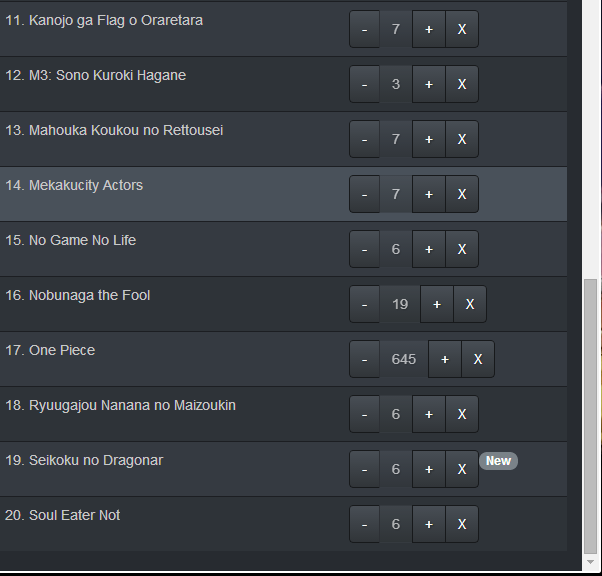 11. Kanojo ga Flag o Oraretara - 7 + X
12. M3: Sono Kuroki Hagane - 3 + X
13. Mahouka Koukou no Rettousei - 7 + X
14. Mekakucity Actors - 7 + X
15. No Game No Life - 6 + X
16. Nobunaga the Fool - 19 + X
17. One Piece - 645 + X
18. Ryuugajou Nanana no Maizoukin - 6 + X
19. Seikoku no Dragonar - 6 + X New
20. Soul Eater Not - 6 + X